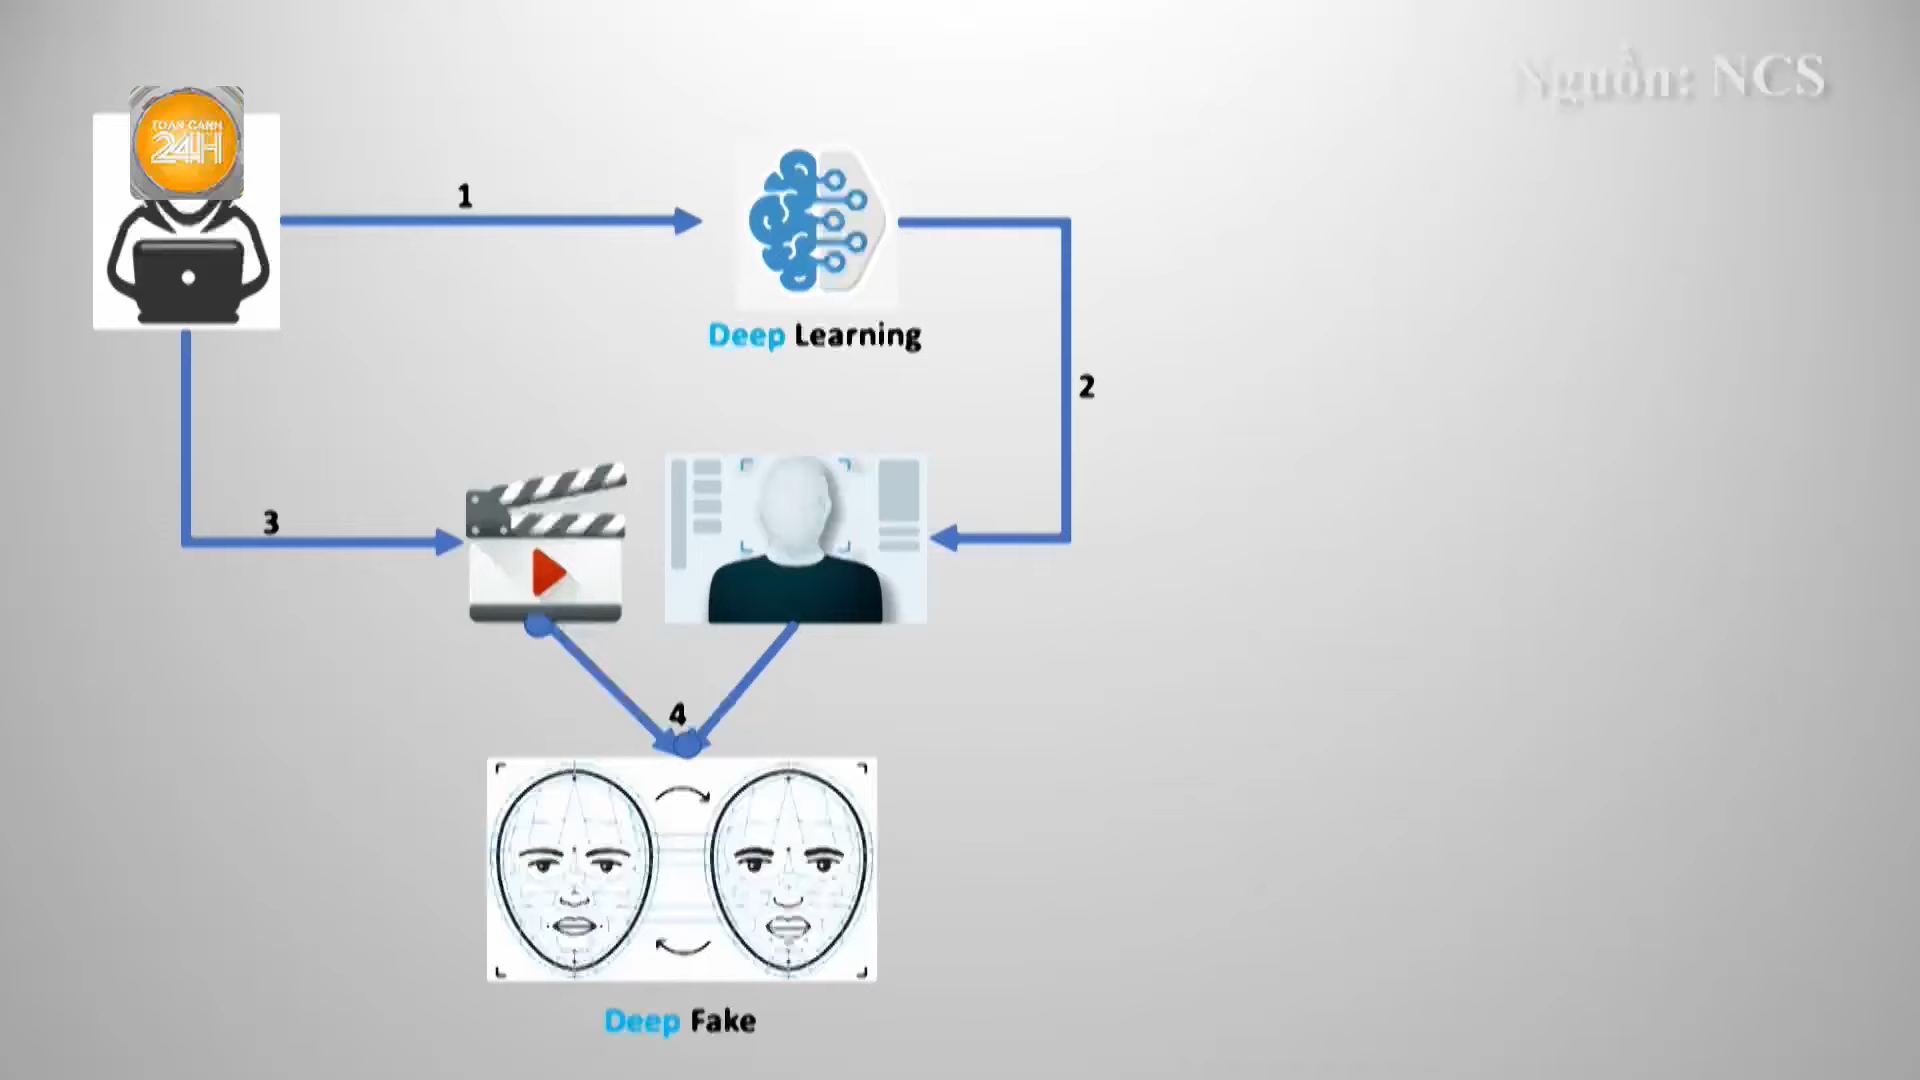 Nguồn: NCS
TOAN CANH
24H
1
Deep Learning
2
3
4
Deep Fake